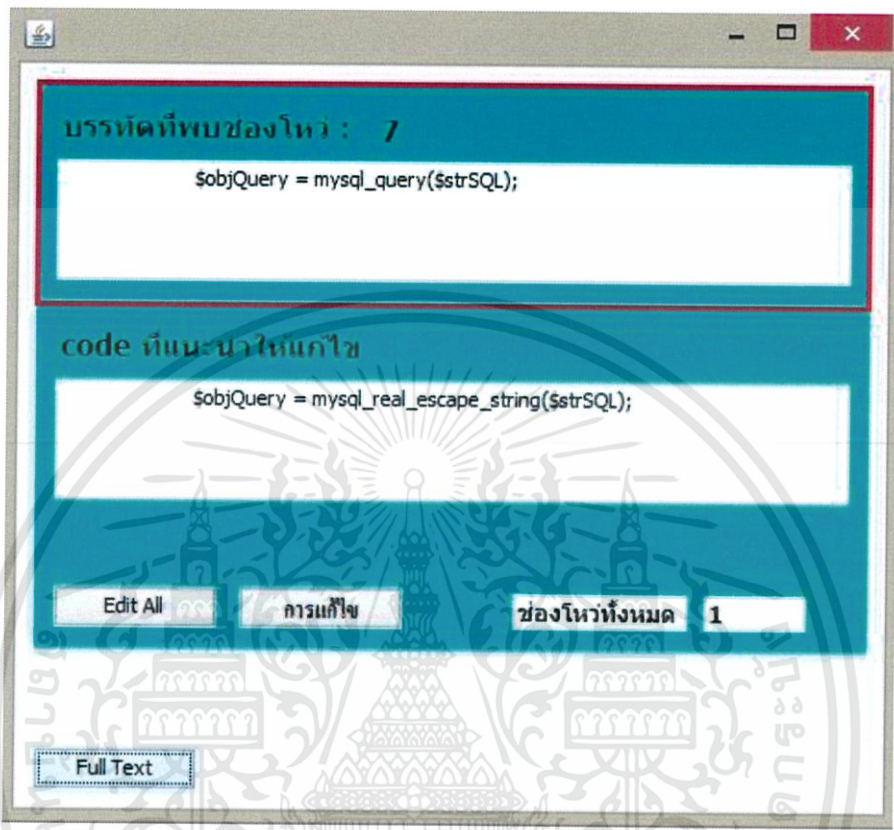 บรรทัดที่พบช่องโหว่ : 7
$objQuery = mysql_query($strSQL);
code ที่แนะนำให้แก้ไข
$objQuery = mysql_real_escape_string($strSQL);
Edit All การแก้ไข ช่องโหว่ทั้งหมด 1
Full Text